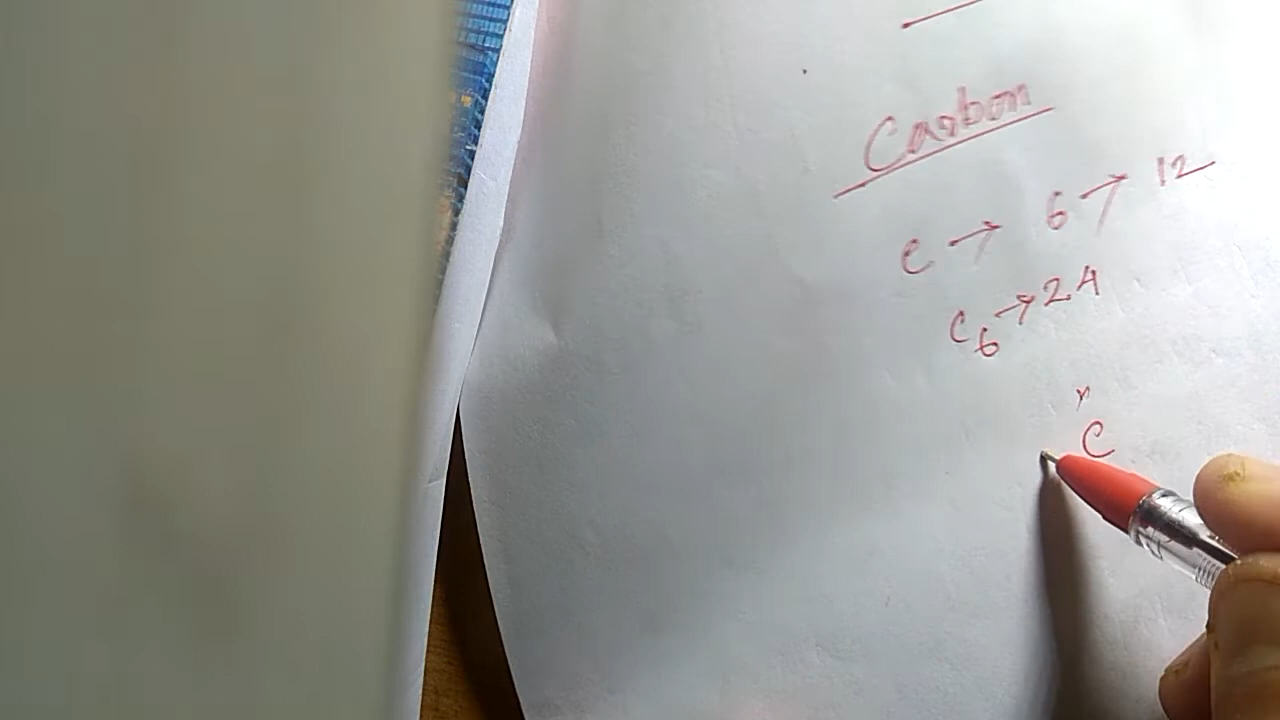 Carbon
C → 6 → 12
C6 → 24
C